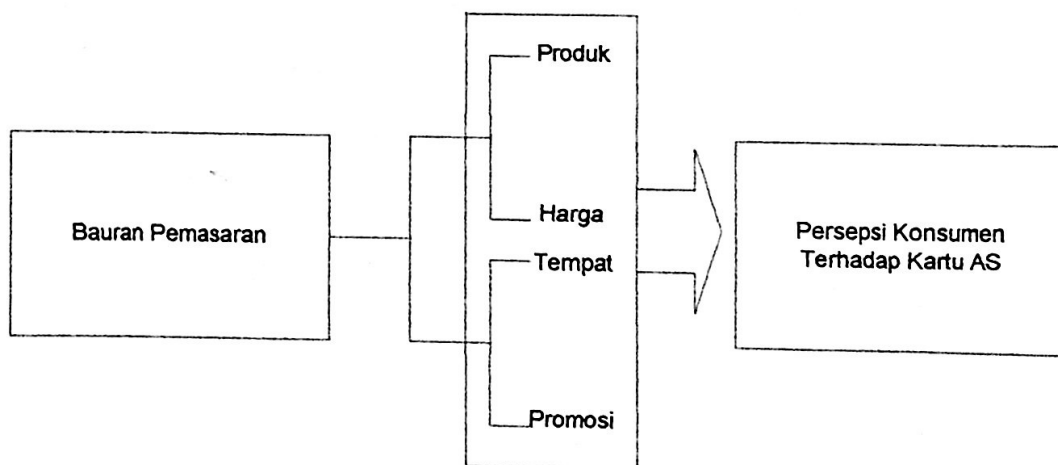 Bauran Pemasaran
Produk
Harga
Tempat
Promosi
Persepsi Konsumen
Terhadap Kartu AS